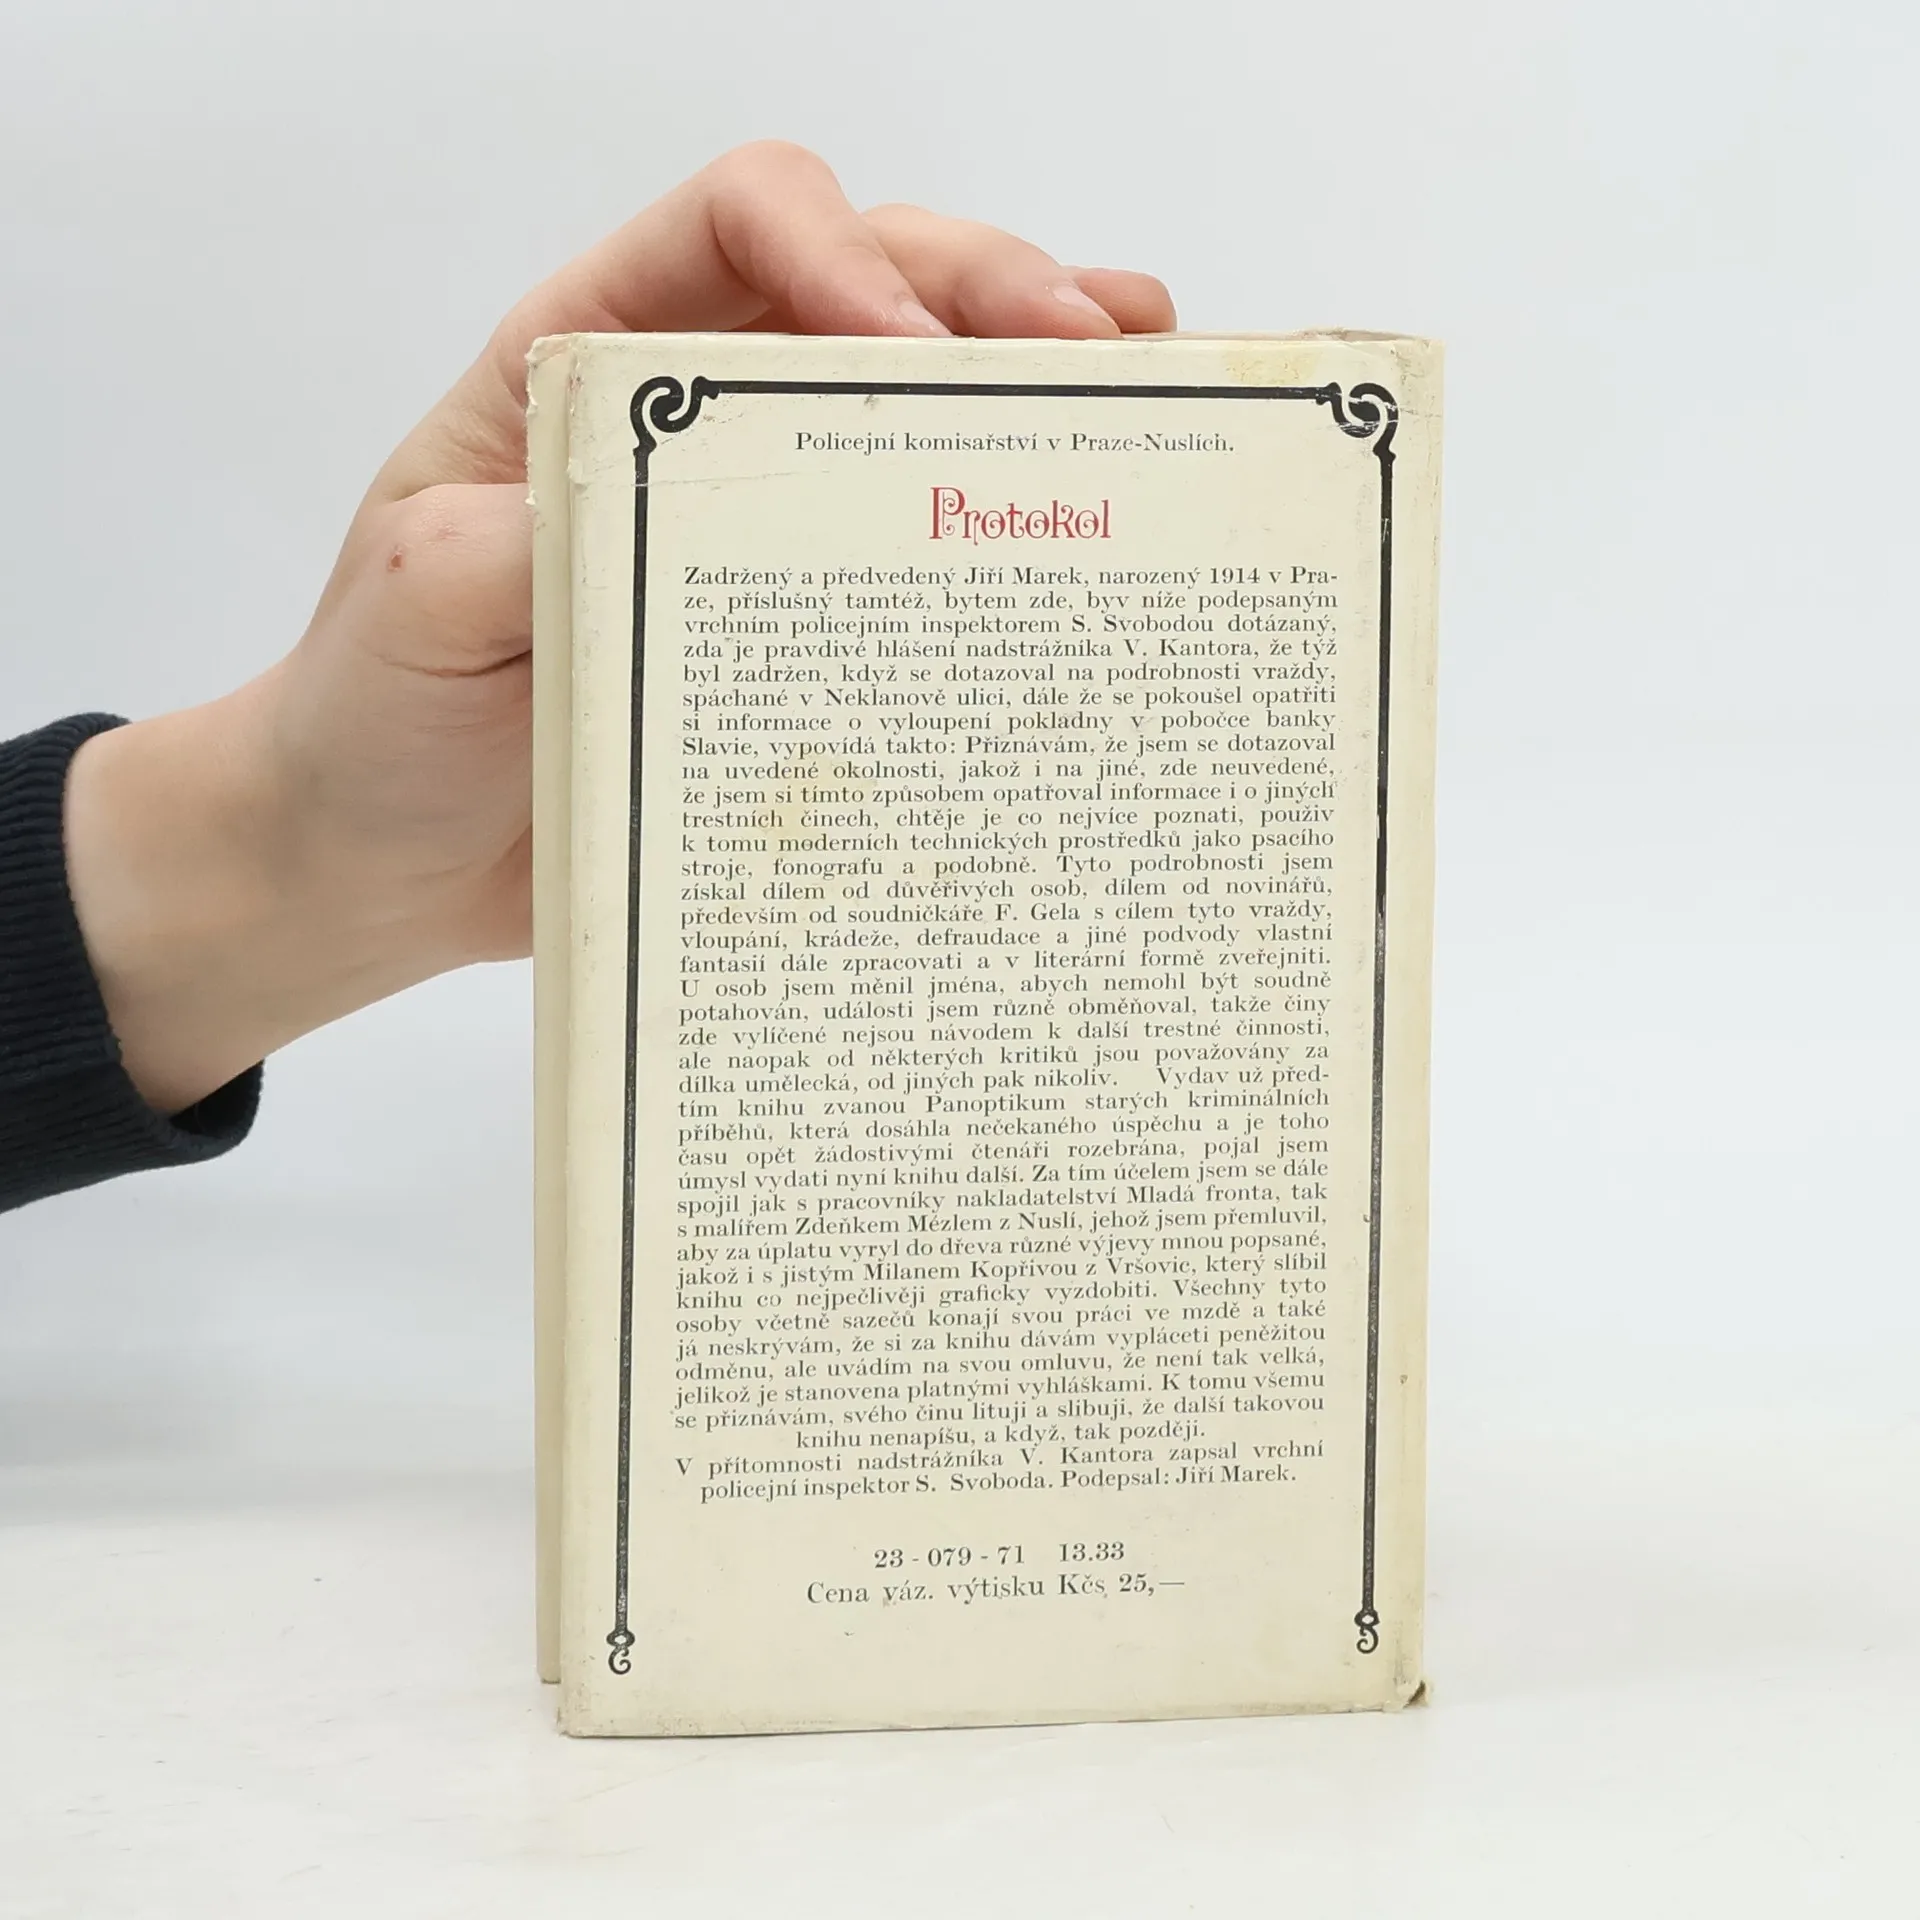 Policejní komisařství v Praze-Nuslích.
Protokol
Zadržený a předvedený Jiří Marek, narozený 1914 v Pra-
ze, příslušný tamtéž, bytem zde, byv níže podepsaným
vrchním policejním inspektorem S. Svobodou dotázaný,
zda je pravdivé hlášení nadstrážníka V. Kantora, že týž
byl zadržen, když se dotazoval na podrobnosti vraždy,
spáchané v Neklanově ulici, dále že se pokoušel opatřiti
si informace o vyloupení pokladny v pobočce banky
Slavie, vypovídá takto: Přiznávám, že jsem se dotazoval
na uvedené okolnosti, jakož i na jiné, zde neuvedené,
že jsem si tímto způsobem opatřoval informace i o jiných
trestních činech, chtěje je co nejvíce poznati, použiv
k tomu moderních technických prostředků jako psacího
stroje, fonografu a podobně. Tyto podrobnosti jsem
získal dílem od důvěřivých osob, dílem od novinářů,
především od soudničkáře F. Gela s cílem tyto vraždy,
vloupání, krádeže, defraudace a jiné podvody vlastní
fantasií dále zpracovati a v literární formě zveřejniti.
U osob jsem měnil jména, abych nemohl být soudně
potahován, události jsem různě obměňoval, takže činy
zde vylíčené nejsou návodem k další trestné činnosti,
ale naopak od některých kritiků jsou považovány za
dílka umělecká, od jiných pak nikoliv. Vydav už před-
tím knihu zvanou Panoptikum starých kriminálních
příběhů, která dosáhla nečekaného úspěchu a je toho
času opět žádostivými čtenáři rozebrána, pojal jsem
úmysl vydati nyní knihu další. Za tím účelem jsem se dále
spojil jak s pracovníky nakladatelství Mladá fronta, tak
s malířem Zdeňkem Mézlem z Nuslí, jehož jsem přemluvil,
aby za úplatu vyryl do dřeva různé výjevy mnou popsané,
jakož i s jistým Milanem Kopřivou z Vršovic, který slíbil
knihu co nejpečlivěji graficky vyzdobiti. Všechny tyto
osoby včetně sazečů konají svou práci ve mzdě a také
já neskrývám, že si za knihu dávám vypláceti peněžitou
odměnu, ale uvádím na svou omluvu, že není tak velká,
jelikož je stanovena platnými vyhláškami. K tomu všemu
se přiznávám, svého činu lituji a slibuji, že další takovou
knihu nenapíšu, a když, tak později.
V přítomnosti nadstrážníka V. Kantora zapsal vrchní
policejní inspektor S. Svoboda. Podepsal: Jiří Marek.
23 - 079 - 71 13.33
Cena váz. výtisku Kčs 25,—